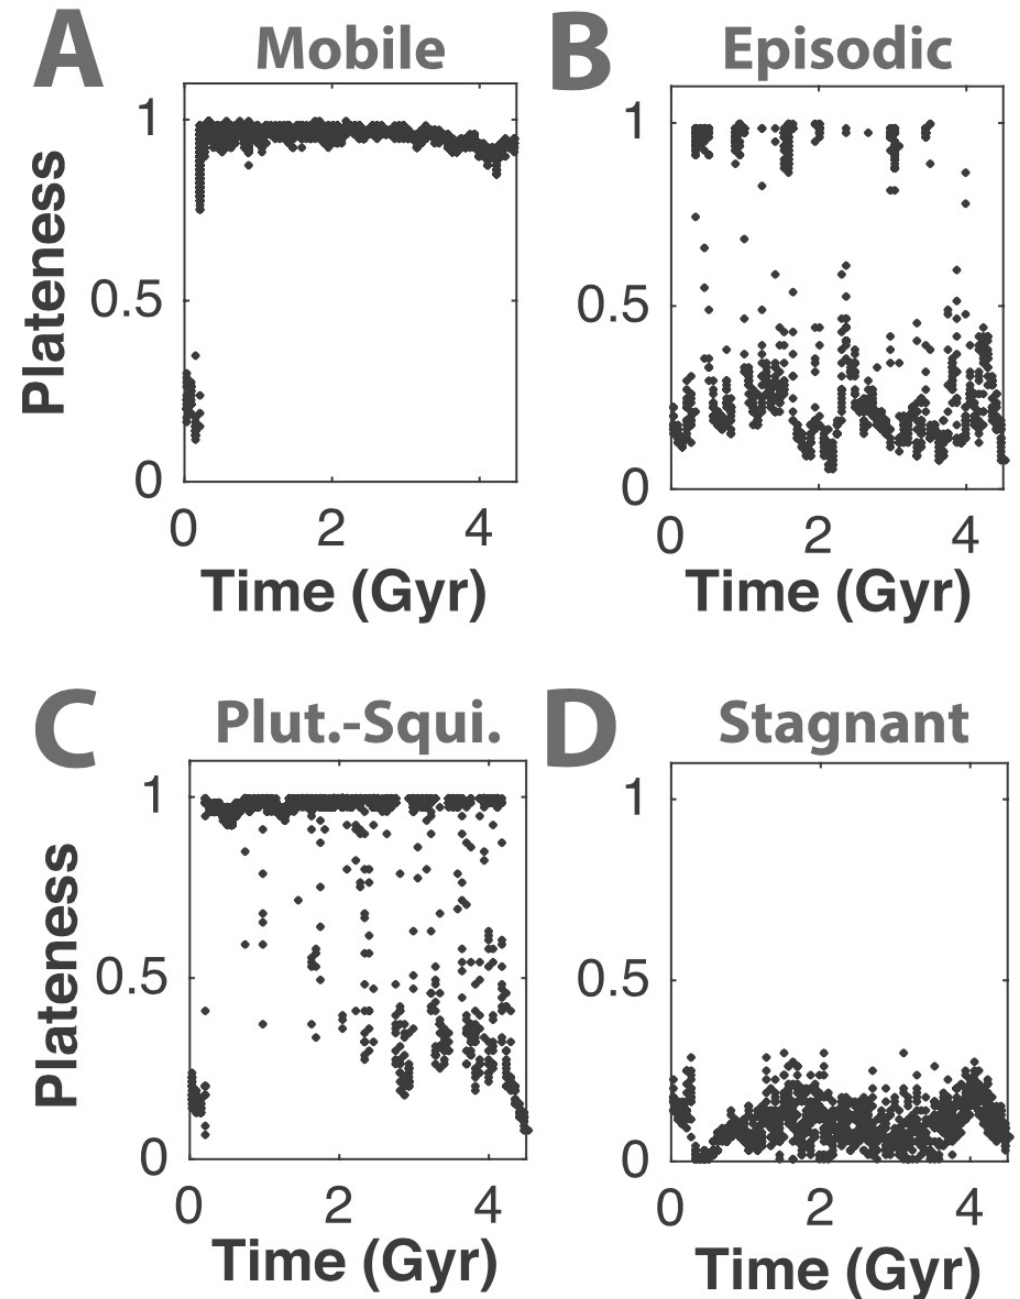 A Mobile
B Episodic
Plateness
1
0.5
0
0 2 4
Time (Gyr)
1
0.5
0
0 2 4
Time (Gyr)
C Plut.-Squi.
D Stagnant
Plateness
1
0.5
0
0 2 4
Time (Gyr)
1
0.5
0
0 2 4
Time (Gyr)